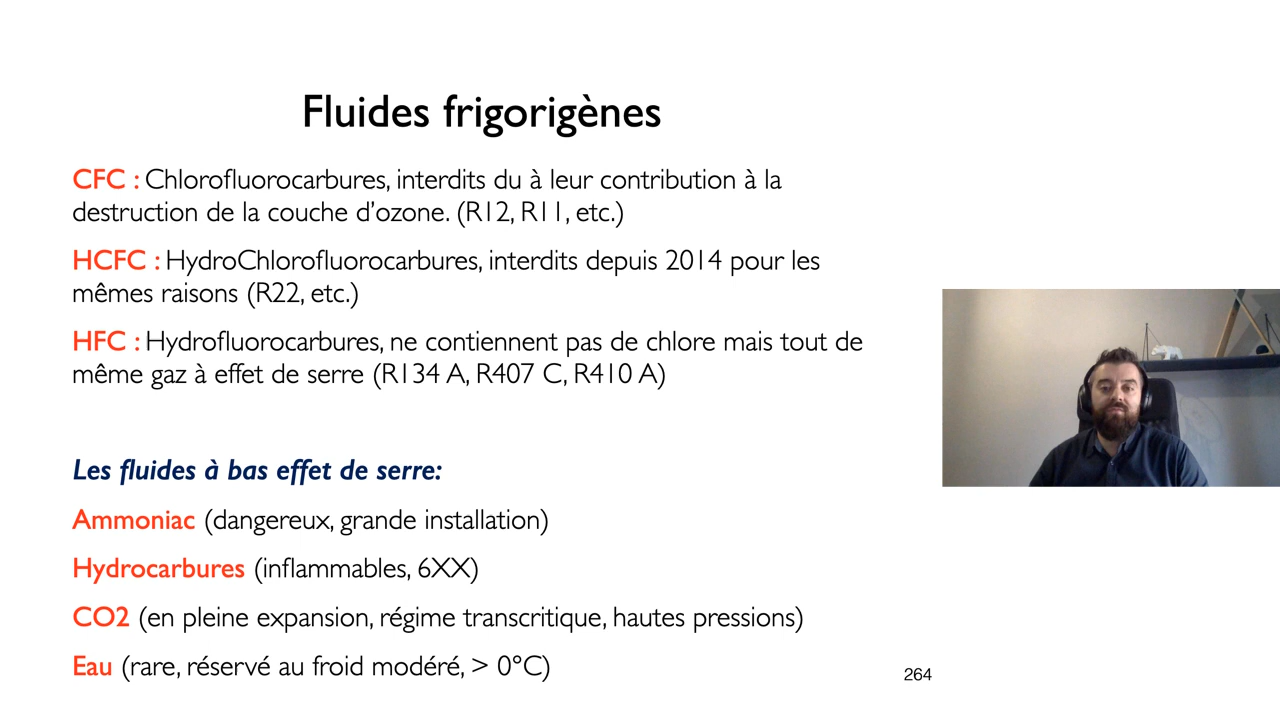 Fluides frigorigènes
CFC : Chlorofluorocarbures, interdits du à leur contribution à la
destruction de la couche d’ozone. (R12, R11, etc.)
HCFC : HydroChlorofluorocarbures, interdits depuis 2014 pour les
mêmes raisons (R22, etc.)
HFC : Hydrofluorocarbures, ne contiennent pas de chlore mais tout de
même gaz à effet de serre (R134 A, R407 C, R410 A)
Les fluides à bas effet de serre:
Ammoniac (dangereux, grande installation)
Hydrocarbures (inflammables, 6XX)
CO2 (en pleine expansion, régime transcritique, hautes pressions)
Eau (rare, réservé au froid modéré, > 0°C)
264